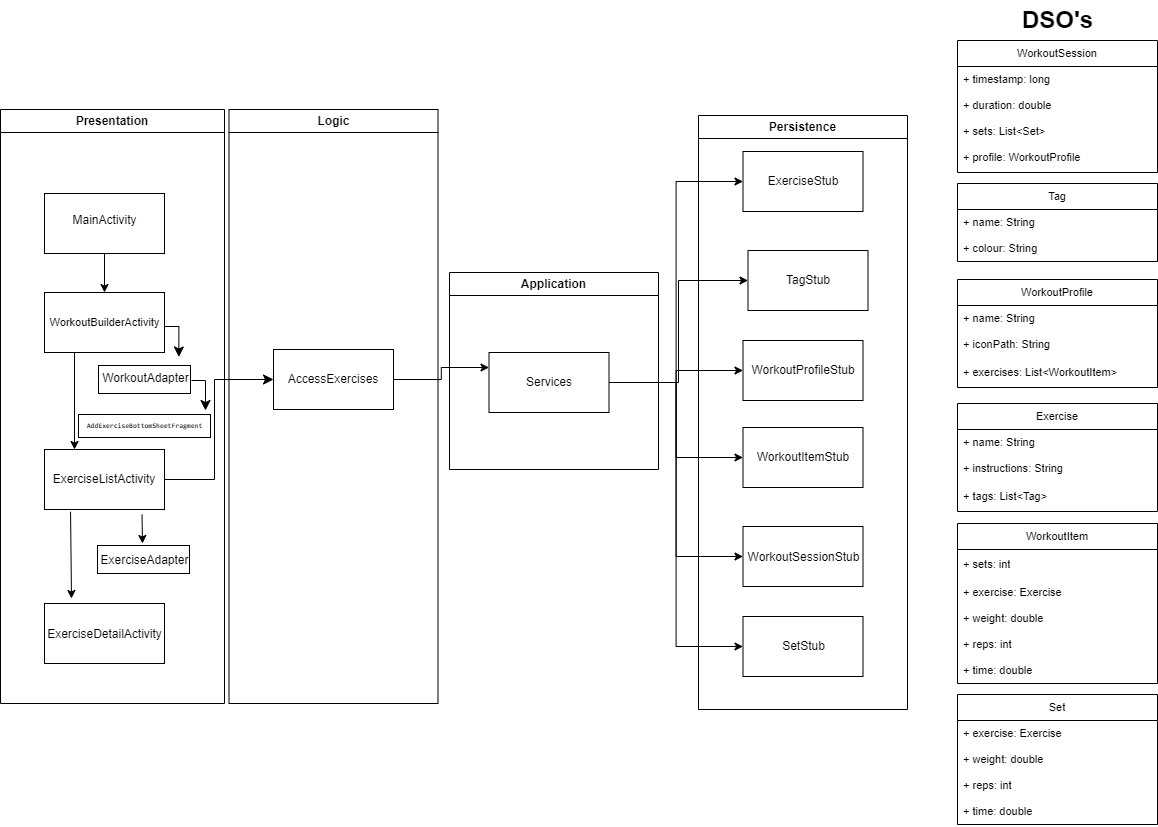 DSO's
Presentation
MainActivity
WorkoutBuilderActivity
WorkoutAdapter
AddExerciseBottomSheetFragment
ExerciseListActivity
ExerciseAdapter
ExerciseDetailActivity
Logic
AccessExercises
Application
Services
Persistence
ExerciseStub
TagStub
WorkoutProfileStub
WorkoutItemStub
WorkoutSessionStub
SetStub
WorkoutSession
+ timestamp: long
+ duration: double
+ sets: List<Set>
+ profile: WorkoutProfile
Tag
+ name: String
+ colour: String
WorkoutProfile
+ name: String
+ iconPath: String
+ exercises: List<WorkoutItem>
Exercise
+ name: String
+ instructions: String
+ tags: List<Tag>
WorkoutItem
+ sets: int
+ exercise: Exercise
+ weight: double
+ reps: int
+ time: double
Set
+ exercise: Exercise
+ weight: double
+ reps: int
+ time: double